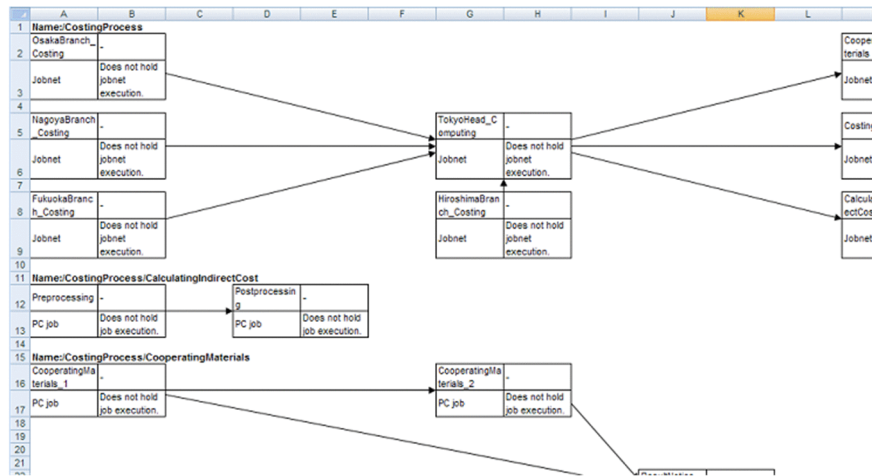 A B C D E F G H I J K L
1 Name:/CostingProcess
2 OsakaBranch_ - Cooper
Costing terials
3 Jobnet Does not hold Jobnet
jobnet
execution.
4
5 NagoyaBranch - TokyoHead_C - Costing
_Costing omputing
6 Jobnet Does not hold Jobnet Does not hold Jobnet
jobnet jobnet
execution. execution.
7
8 FukuokaBranc - HiroshimaBran - Calcula
h_Costing ch_Costing ectCos
9 Jobnet Does not hold Jobnet Does not hold Jobnet
jobnet jobnet
execution. execution.
10
11 Name:/CostingProcess/CalculatingIndirectCost
12 Preprocessing - Postprocessin -
g
13 PC job Does not hold PC job Does not hold
job execution. job execution.
14
15 Name:/CostingProcess/CooperatingMaterials
16 CooperatingMa - CooperatingMa -
terials_1 terials_2
17 PC job Does not hold PC job Does not hold
job execution. job execution.
18
19
20
21